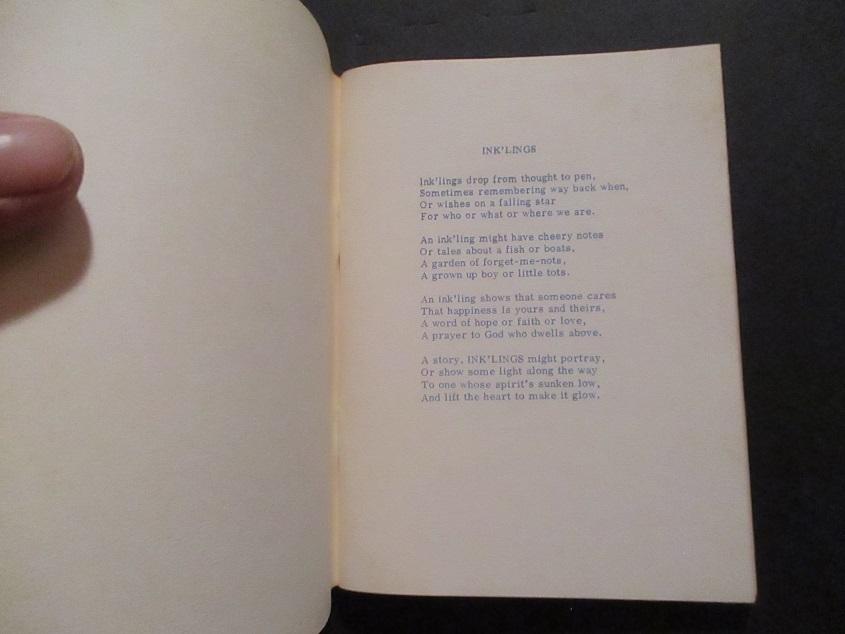 INK'LINGS
Ink'lings drop from thought to pen,
Sometimes remembering way back when,
Or wishes on a falling star
For who or what or where we are.
An ink'ling might have cheery notes
Or tales about a fish or boats,
A garden of forget-me-nots,
A grown up boy or little tots.
An ink'ling shows that someone cares
That happiness is yours and theirs,
A word of hope or faith or love,
A prayer to God who dwells above.
A story, INK'LINGS might portray,
Or show some light along the way
To one whose spirit's sunken low,
And lift the heart to make it glow.